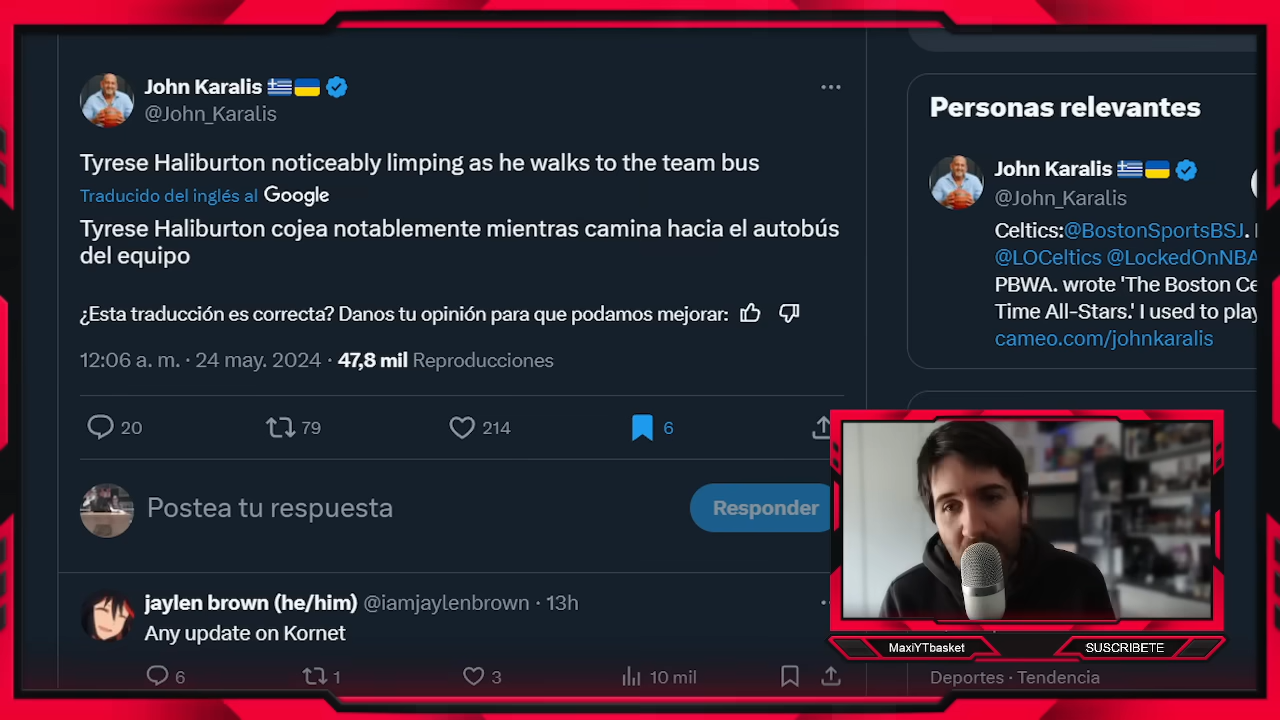 John Karalis
@John_Karalis
Tyrese Haliburton noticeably limping as he walks to the team bus
Traducido del inglés al Google
Tyrese Haliburton cojea notablemente mientras camina hacia el autobús
del equipo
¿Esta traducción es correcta? Danos tu opinión para que podamos mejorar:
12:06 a. m. · 24 may. 2024 · 47,8 mil Reproducciones
20 79 214 6
Postea tu respuesta
Responder
jaylen brown (he/him) @iamjaylenbrown · 13h
Any update on Kornet
6 1 3 10 mil
Personas relevantes
John Karalis
@John_Karalis
Celtics:@BostonSportsBSJ.
@LOCeltics @LockedOnNBA
PBWA. wrote 'The Boston Ce
Time All-Stars.' I used to play
cameo.com/johnkaralis
MaxiYTbasket
SUSCRIBETE
Deportes · Tendencia